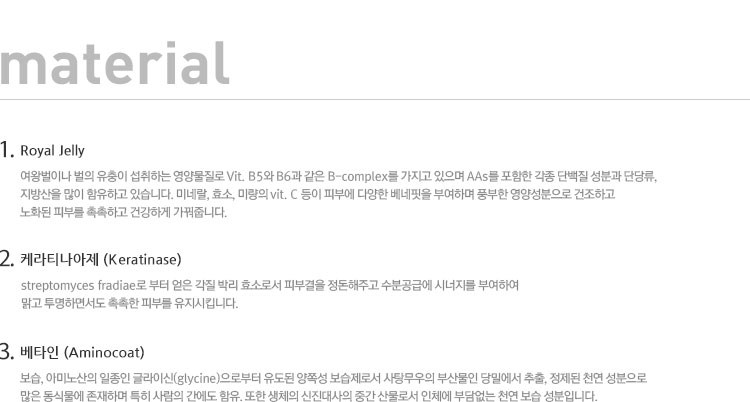 material
1. Royal Jelly
여왕벌이나 벌의 유충이 섭취하는 영양물질로 Vit. B5와 B6과 같은 B-complex를 가지고 있으며 AAs를 포함한 각종 단백질 성분과 단당류,
지방산을 많이 함유하고 있습니다. 미네랄, 효소, 미량의 vit. C 등이 피부에 다양한 베네핏을 부여하며 풍부한 영양성분으로 건조하고
노화된 피부를 촉촉하고 건강하게 가꿔줍니다.
2. 케라티나아제 (Keratinase)
streptomyces fradiae로 부터 얻은 각질 박리 효소로서 피부결을 정돈해주고 수분공급에 시너지를 부여하여
맑고 투명하면서도 촉촉한 피부를 유지시킵니다.
3. 베타인 (Aminocoat)
보습, 아미노산의 일종인 글라이신(glycine)으로부터 유도된 양쪽성 보습제로서 사탕무우의 부산물인 당밀에서 추출, 정제된 천연 성분으로
많은 동식물에 존재하며 특히 사람의 간에도 함유. 또한 생체의 신진대사의 중간 산물로서 인체에 부담없는 천연 보습 성분입니다.